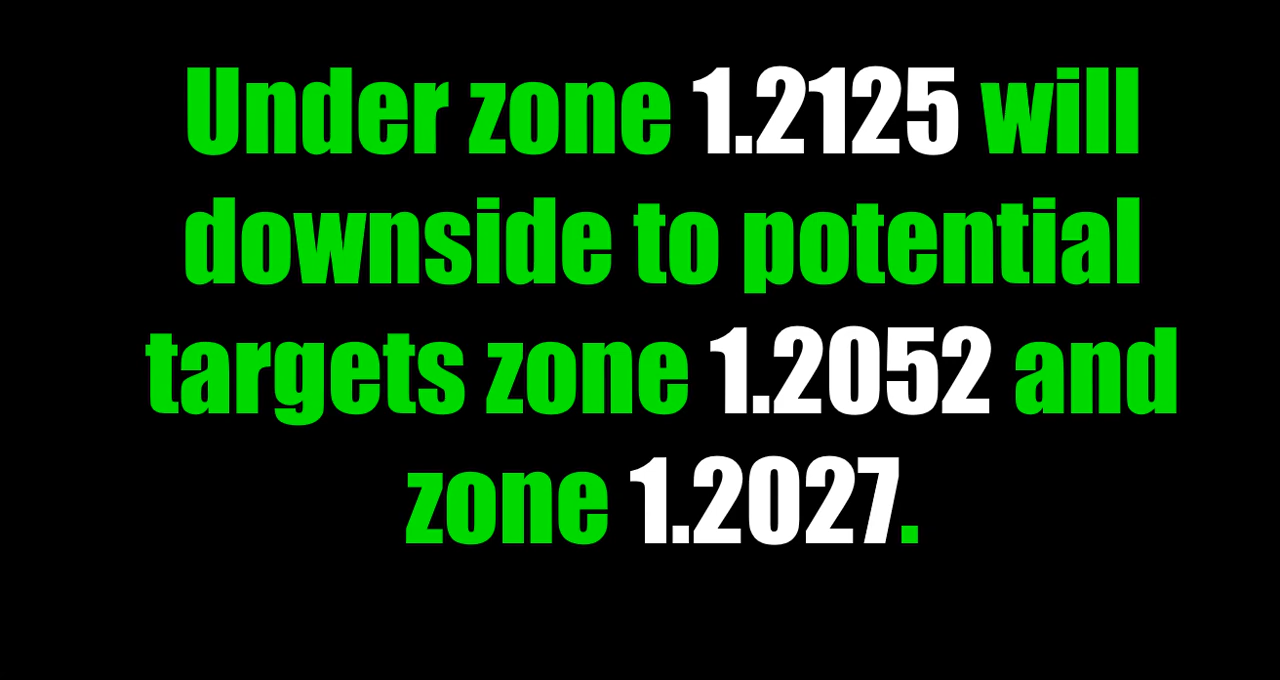 Under zone 1.2125 will
downside to potential
targets zone 1.2052 and
zone 1.2027.